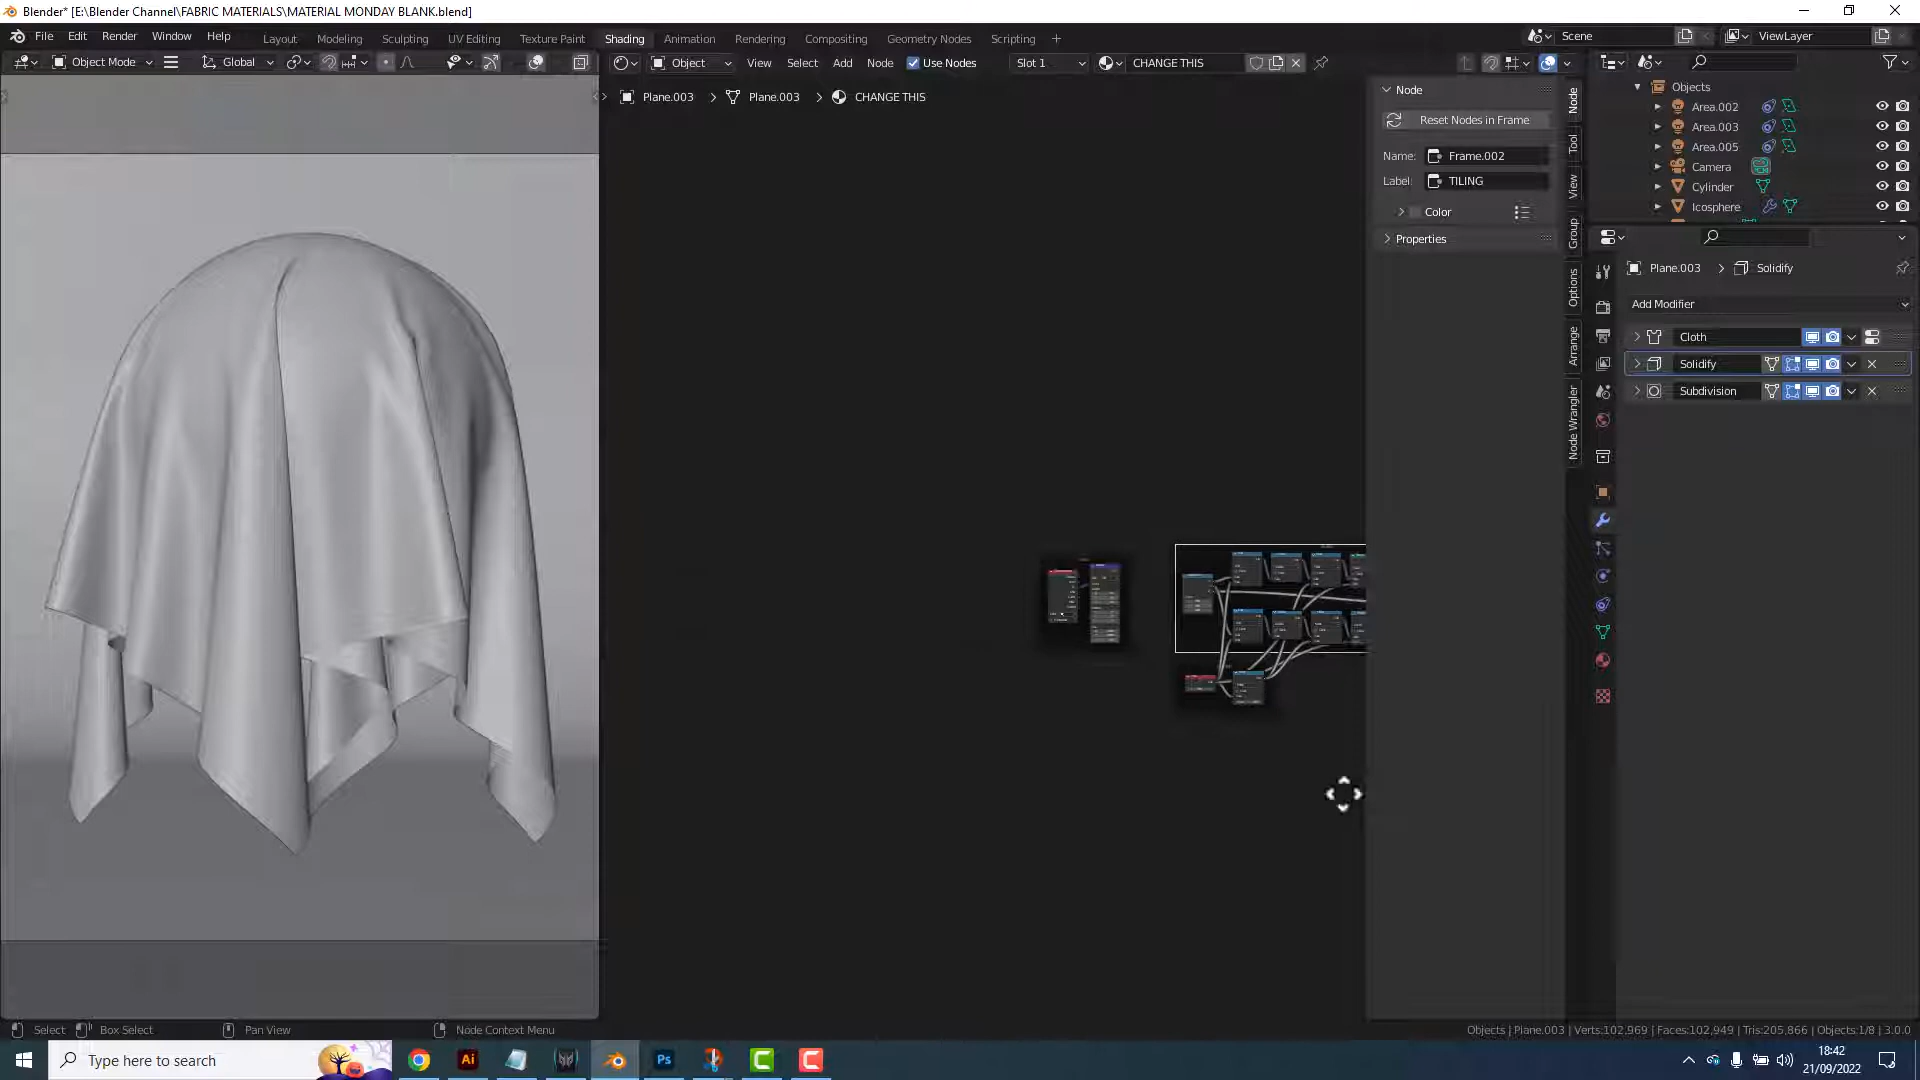 Blender* [E:\Blender Channel\FABRIC MATERIALS\MATERIAL MONDAY BLANK.blend]
File Edit Render Window Help Layout Modeling Sculpting UV Editing Texture Paint Shading Animation Rendering Compositing Geometry Nodes Scripting + Scene ViewLayer
Object Mode Global Object View Select Add Node Use Nodes Slot 1 CHANGE THIS
Plane.003 > Plane.003 > CHANGE THIS
Node
Reset Nodes in Frame
Name: Frame.002
Label: TILING
Color
Properties
Node
Tool
View
Group
Options
Arrange
Node Wrangler
Objects
Area.002
Area.003
Area.005
Camera
Cylinder
Icosphere
Plane.003 > Solidify
Add Modifier
Cloth
Solidify
Subdivision
Select Box Select Pan View Node Context Menu Objects | Plane.003 | Verts:102,969 | Faces:102,949 | Tris:205,866 | Objects:1/8 | 3.0.0
Type here to search
Ai
Ps
18:42
21/09/2022